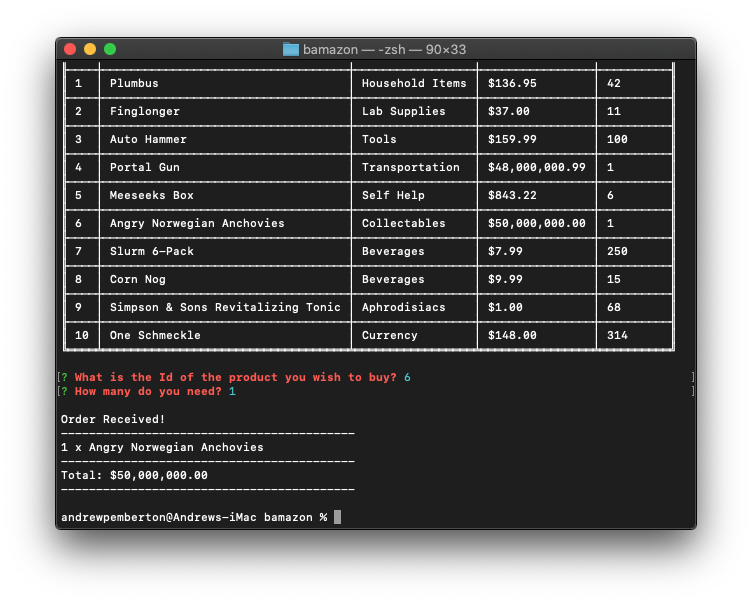 bamazon — -zsh — 90×33
1 Plumbus Household Items $136.95 42
2 Finglonger Lab Supplies $37.00 11
3 Auto Hammer Tools $159.99 100
4 Portal Gun Transportation $48,000,000.99 1
5 Meeseeks Box Self Help $843.22 6
6 Angry Norwegian Anchovies Collectables $50,000,000.00 1
7 Slurm 6-Pack Beverages $7.99 250
8 Corn Nog Beverages $9.99 15
9 Simpson & Sons Revitalizing Tonic Aphrodisiacs $1.00 68
10 One Schmeckle Currency $148.00 314
[? What is the Id of the product you wish to buy? 6 ]
[? How many do you need? 1 ]
Order Received!
------------------------------------------
1 x Angry Norwegian Anchovies
------------------------------------------
Total: $50,000,000.00
------------------------------------------
andrewpemberton@Andrews-iMac bamazon %